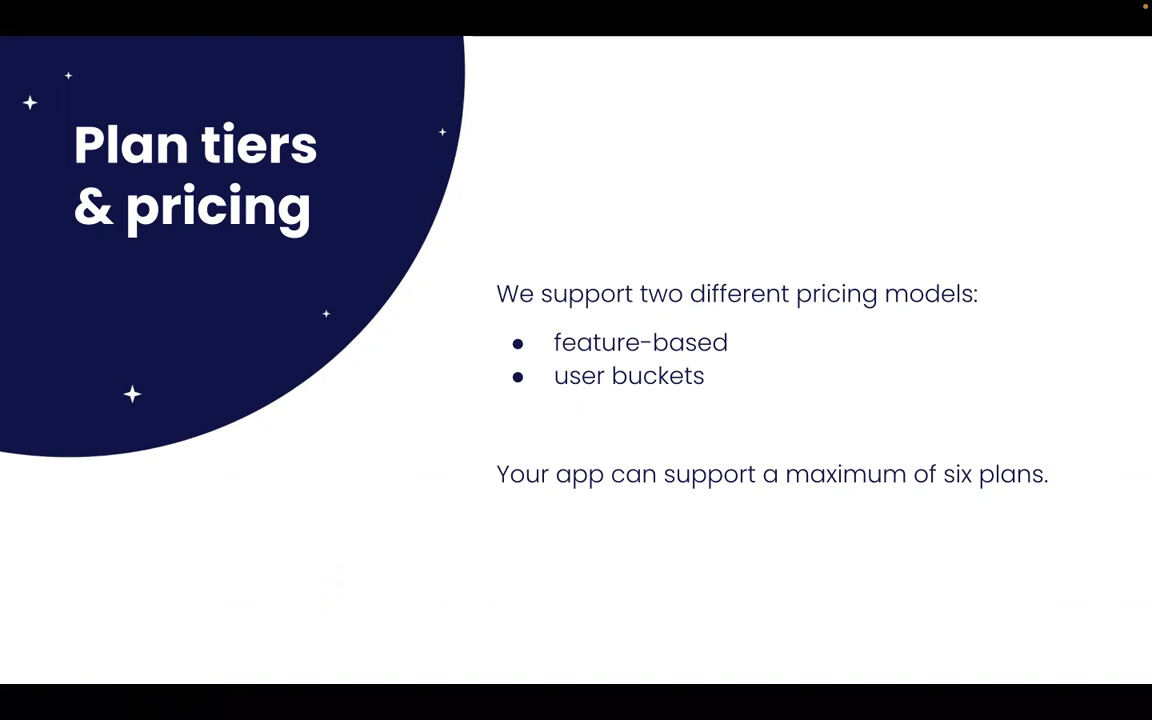 Plan tiers
& pricing
We support two different pricing models:
● feature-based
● user buckets
Your app can support a maximum of six plans.